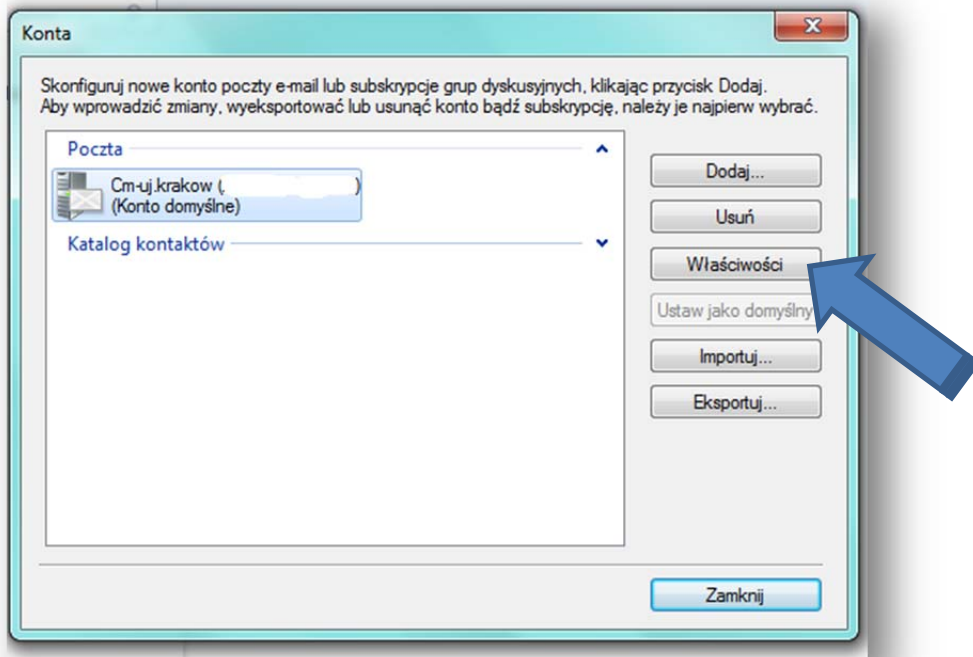 Konta
Skonfiguruj nowe konto poczty e-mail lub subskrypcje grup dyskusyjnych, klikając przycisk Dodaj.
Aby wprowadzić zmiany, wyeksportować lub usunąć konto bądź subskrypcję, należy je najpierw wybrać.
Poczta
Cm-uj.krakow ( )
(Konto domyślne)
Katalog kontaktów
Dodaj...
Usuń
Właściwości
Ustaw jako domyślny
Importuj...
Eksportuj...
Zamknij